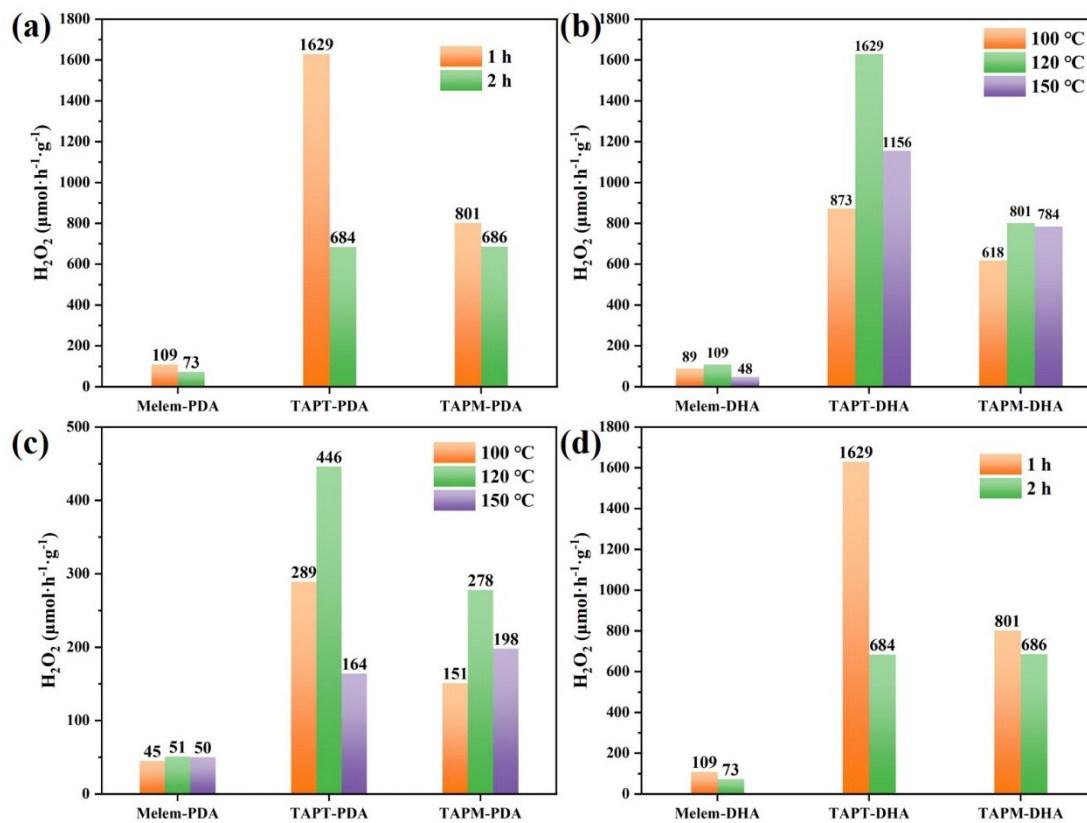 (a)
1800
1600
1400
1200
1000
800
600
400
200
0
H₂O₂ (μmol·h⁻¹·g⁻¹)
1 h
2 h
109
73
1629
684
801
686
Melem-PDA
TAPT-PDA
TAPM-PDA
(b)
1800
1600
1400
1200
1000
800
600
400
200
0
H₂O₂ (μmol·h⁻¹·g⁻¹)
100 °C
120 °C
150 °C
89
109
48
873
1629
1156
618
801
784
Melem-DHA
TAPT-DHA
TAPM-DHA
(c)
500
400
300
200
100
0
H₂O₂ (μmol·h⁻¹·g⁻¹)
100 °C
120 °C
150 °C
45
51
50
289
446
164
151
278
198
Melem-PDA
TAPT-PDA
TAPM-PDA
(d)
1800
1600
1400
1200
1000
800
600
400
200
0
H₂O₂ (μmol·h⁻¹·g⁻¹)
1 h
2 h
109
73
1629
684
801
686
Melem-DHA
TAPT-DHA
TAPM-DHA